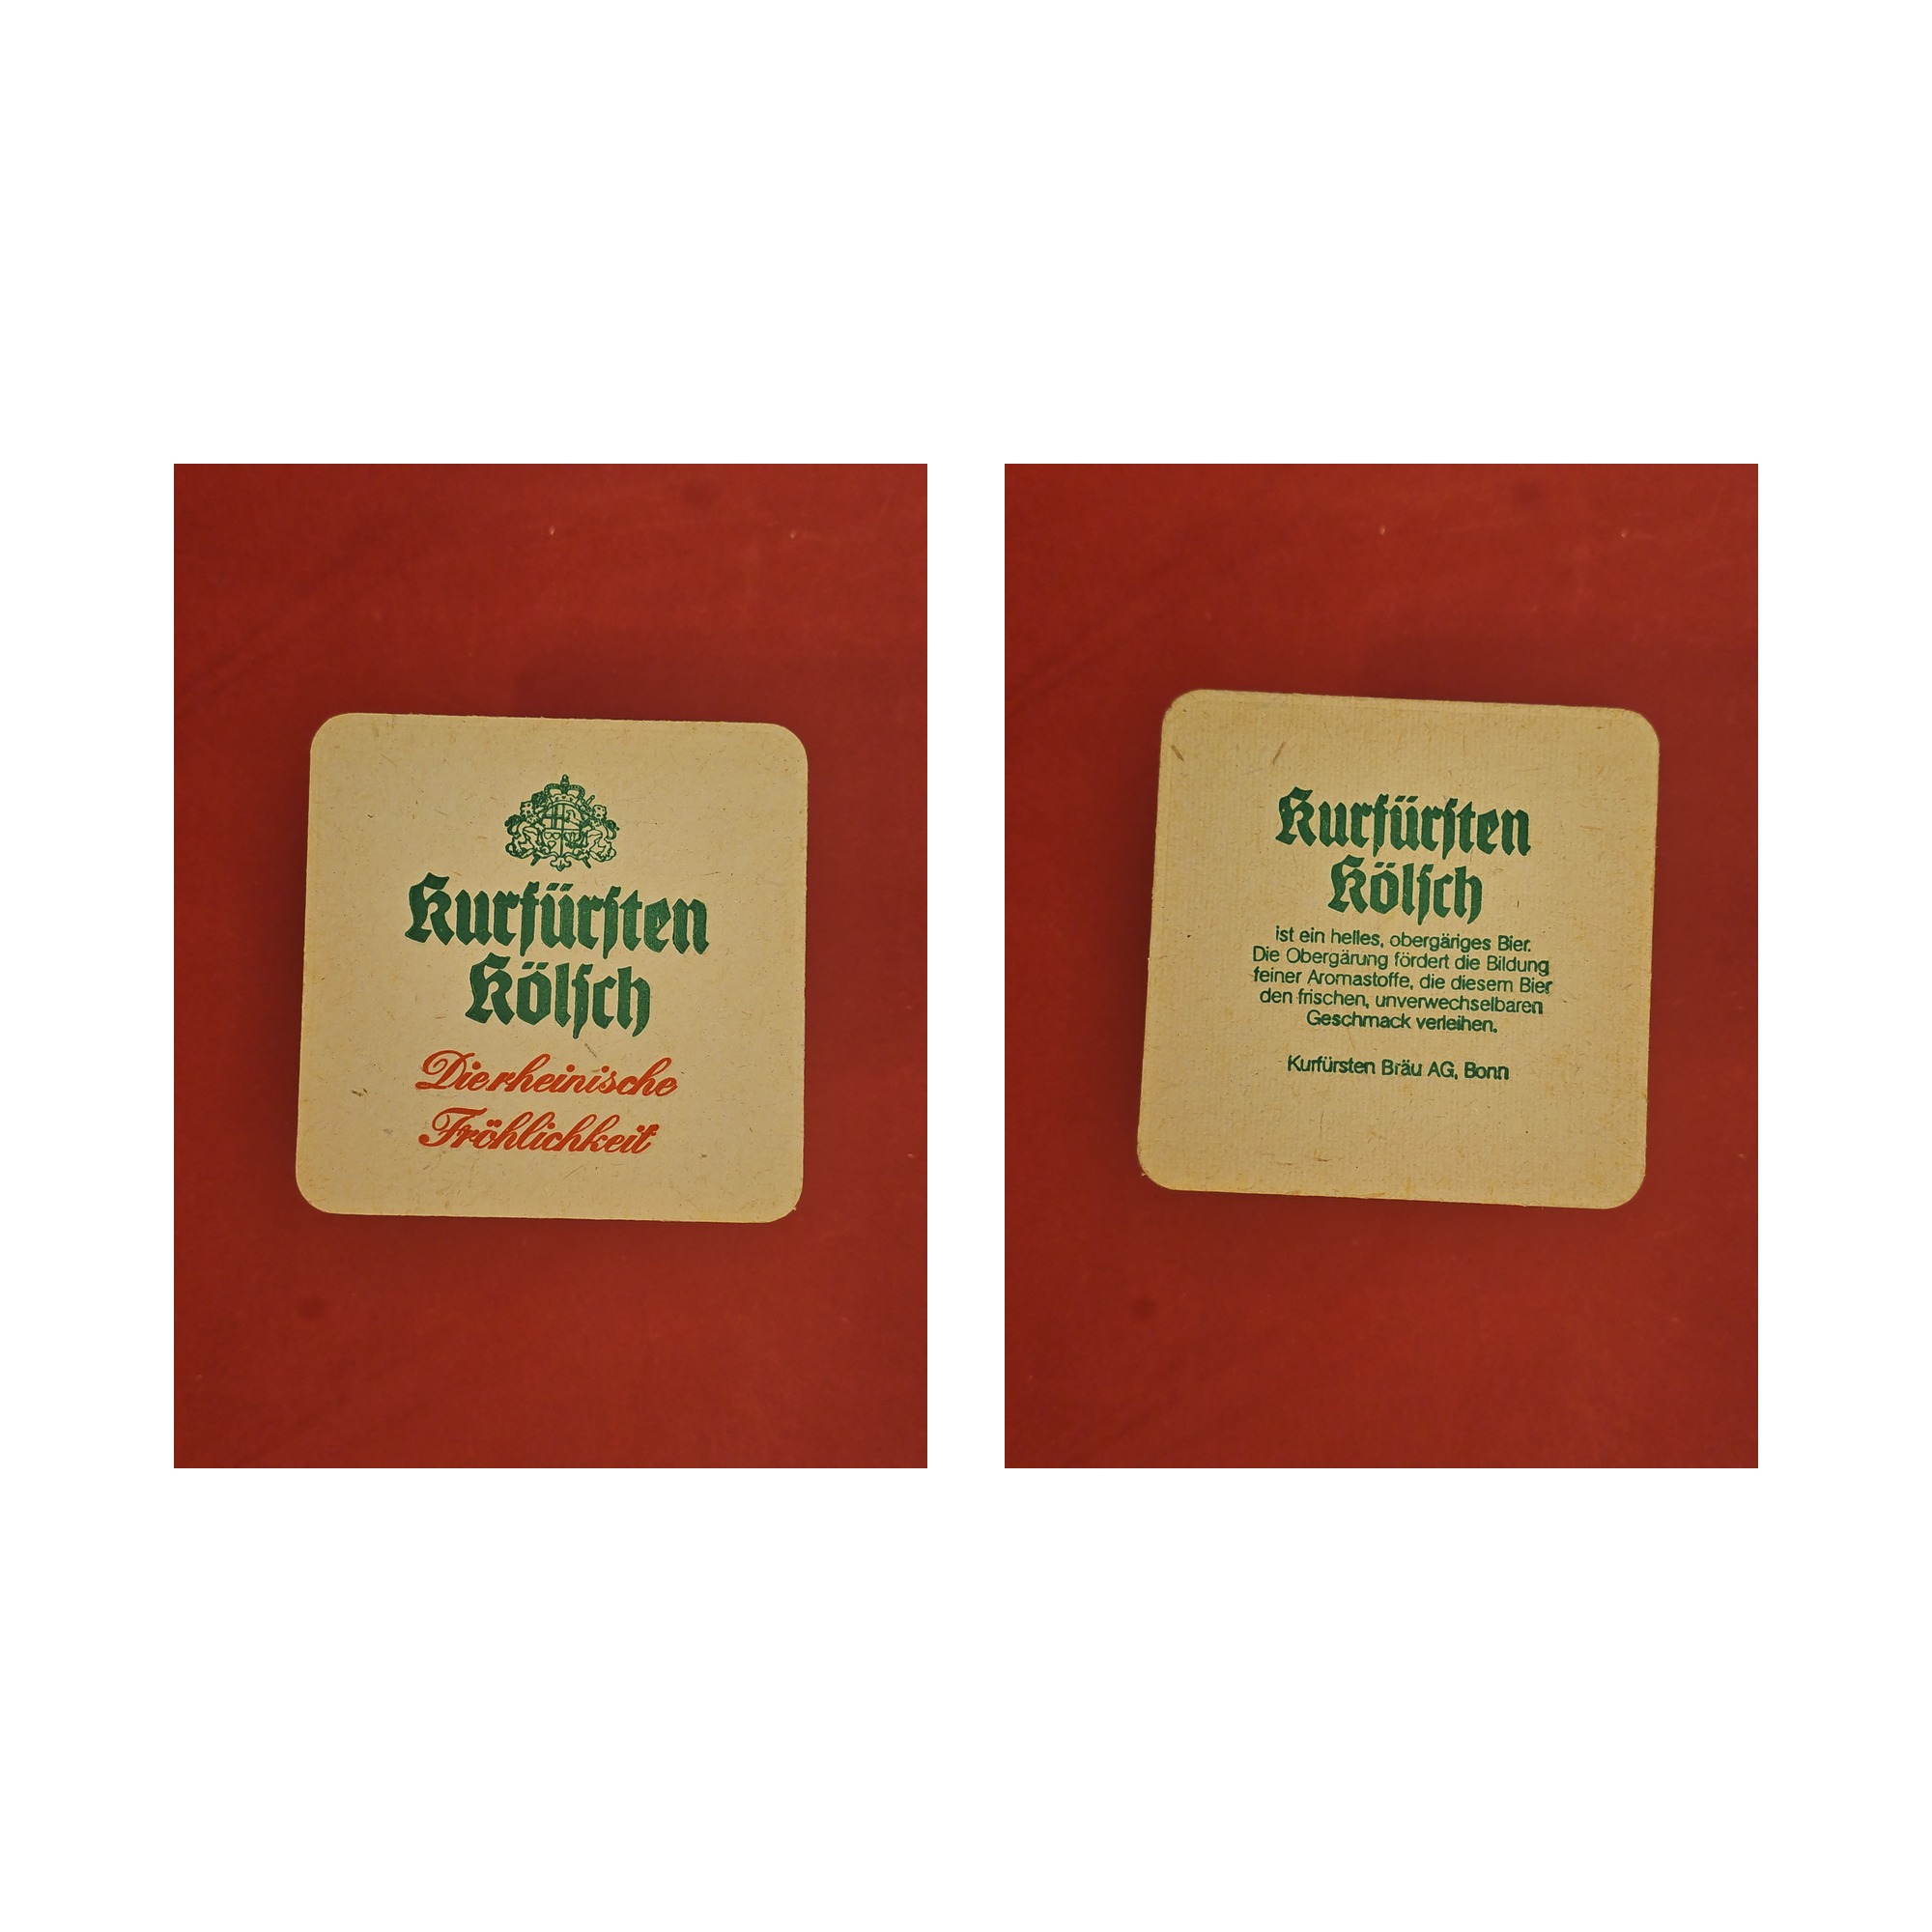 Kurfürsten
Kölsch
Die rheinische
Fröhlichkeit
Kurfürsten
Kölsch
ist ein helles, obergäriges Bier.
Die Obergärung fördert die Bildung
feiner Aromastoffe, die diesem Bier
den frischen, unverwechselbaren
Geschmack verleihen.
Kurfürsten Bräu AG, Bonn